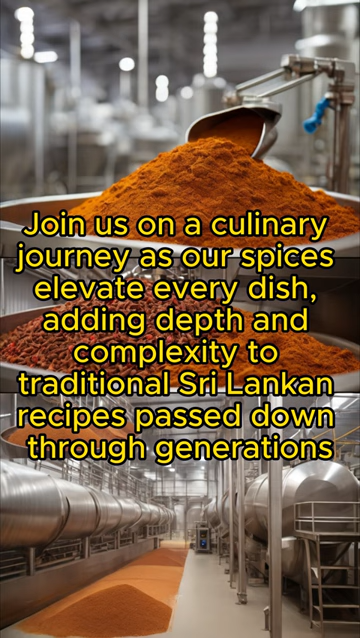 Join us on a culinary
journey as our spices
elevate every dish,
adding depth and
complexity to
traditional Sri Lankan
recipes passed down
through generations